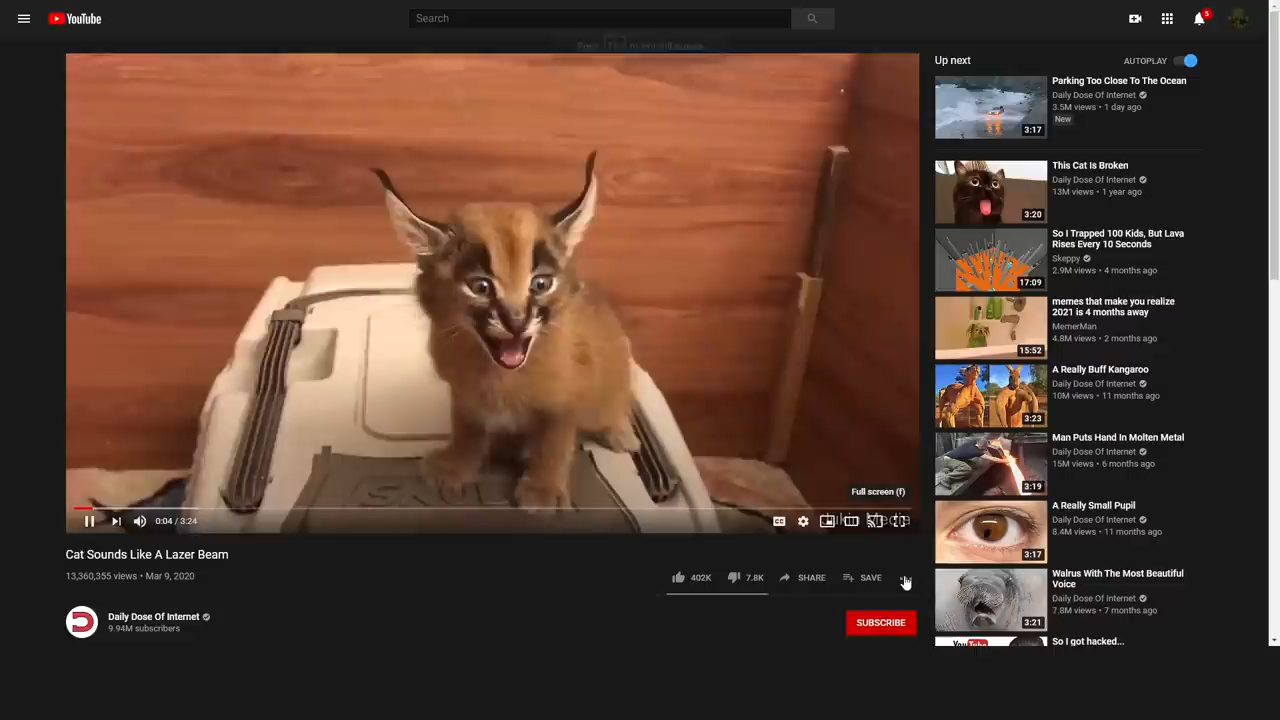 YouTube
Search
5
Full screen (f)
0:04 / 3:24
CC
Cat Sounds Like A Lazer Beam
13,360,355 views • Mar 9, 2020
402K
7.8K
SHARE
SAVE
Daily Dose Of Internet
9.94M subscribers
SUBSCRIBE
Up next
AUTOPLAY
Parking Too Close To The Ocean
Daily Dose Of Internet
3.5M views • 1 day ago
New
3:17
This Cat Is Broken
Daily Dose Of Internet
13M views • 1 year ago
3:20
So I Trapped 100 Kids, But Lava
Rises Every 10 Seconds
Skeppy
2.9M views • 4 months ago
17:09
memes that make you realize
2021 is 4 months away
MemerMan
4.8M views • 2 months ago
15:52
A Really Buff Kangaroo
Daily Dose Of Internet
10M views • 11 months ago
3:23
Man Puts Hand In Molten Metal
Daily Dose Of Internet
15M views • 6 months ago
3:19
A Really Small Pupil
Daily Dose Of Internet
8.4M views • 11 months ago
3:17
Walrus With The Most Beautiful
Voice
Daily Dose Of Internet
7.8M views • 7 months ago
3:21
So I got hacked...
YouTube